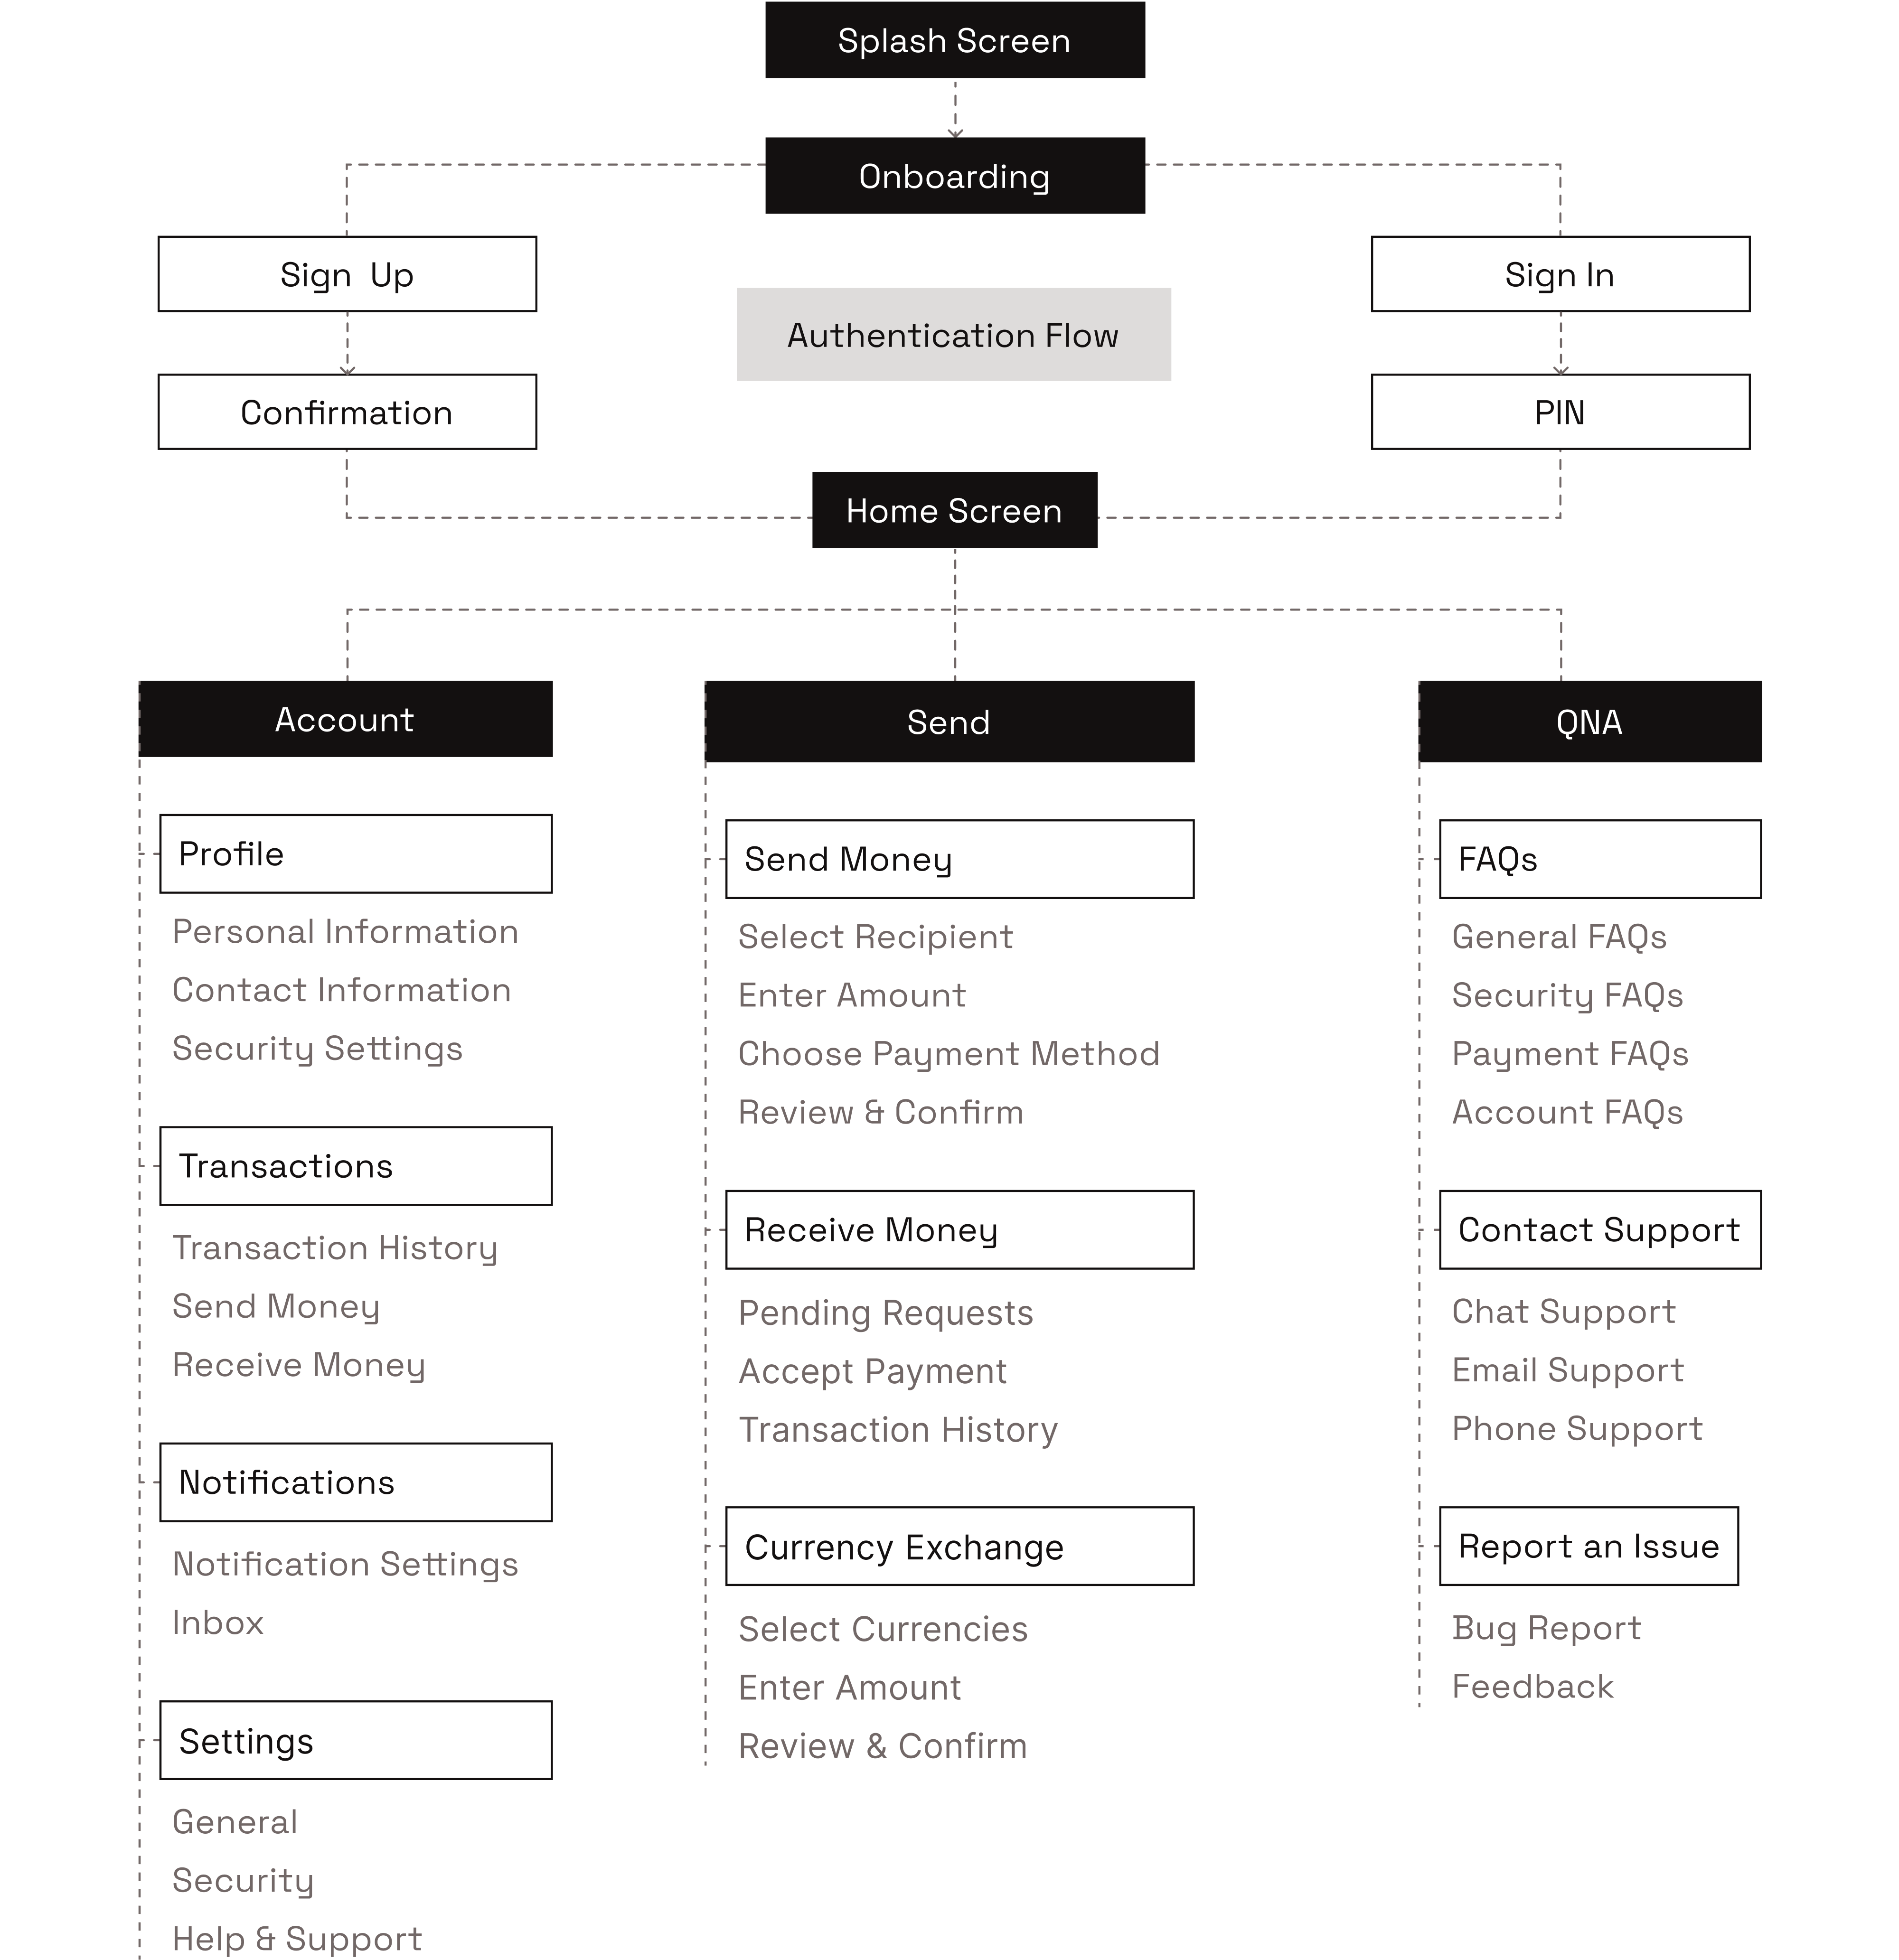 Splash Screen
Onboarding
Sign Up
Sign In
Authentication Flow
Confirmation
PIN
Home Screen
Account
Profile
Personal Information
Contact Information
Security Settings
Transactions
Transaction History
Send Money
Receive Money
Notifications
Notification Settings
Inbox
Settings
General
Security
Help & Support
Send
Send Money
Select Recipient
Enter Amount
Choose Payment Method
Review & Confirm
Receive Money
Pending Requests
Accept Payment
Transaction History
Currency Exchange
Select Currencies
Enter Amount
Review & Confirm
QNA
FAQs
General FAQs
Security FAQs
Payment FAQs
Account FAQs
Contact Support
Chat Support
Email Support
Phone Support
Report an Issue
Bug Report
Feedback